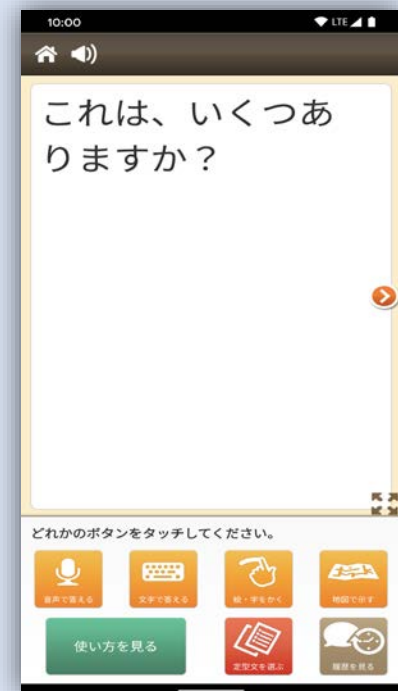 10:00 LTE
これは、いくつあ
りますか？
どれかのボタンをタッチしてください。
音声で答える 文字で答える 絵・字をかく 地図で示す
使い方を見る 定型文を選ぶ 履歴を見る